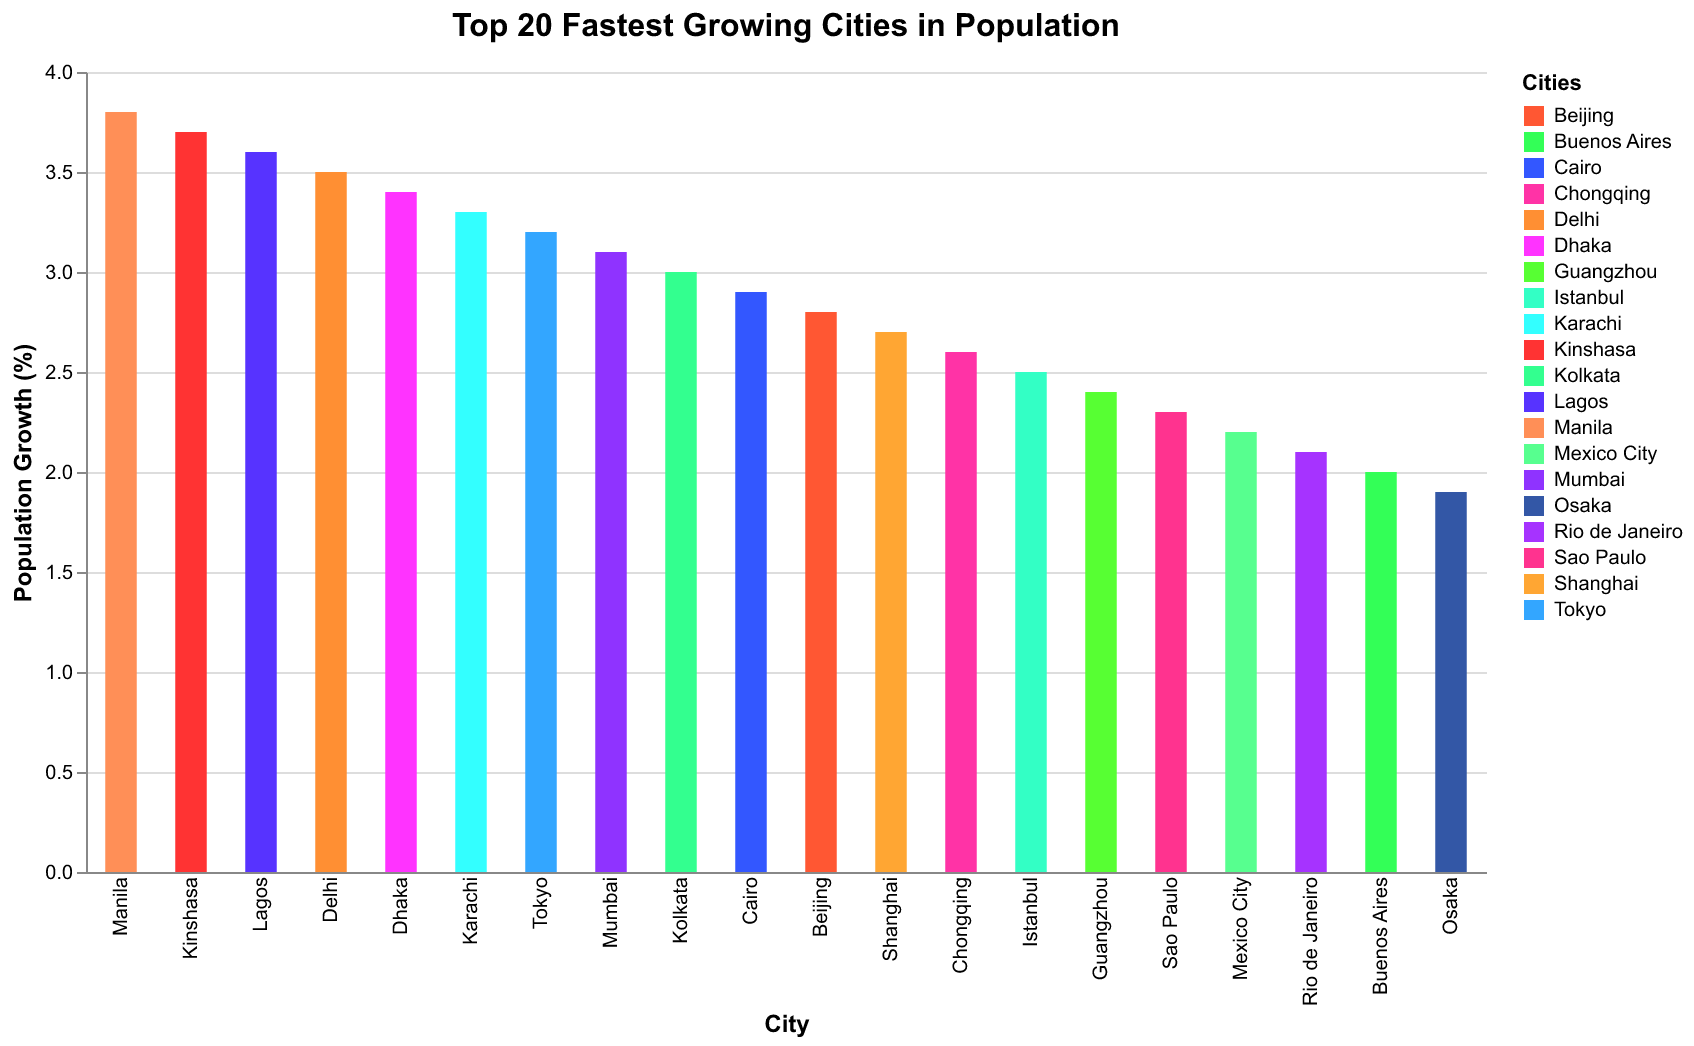 Top 20 Fastest Growing Cities in Population
4.0
3.5
3.0
2.5
2.0
1.5
1.0
0.5
0.0
Population Growth (%)
Manila
Kinshasa
Lagos
Delhi
Dhaka
Karachi
Tokyo
Mumbai
Kolkata
Cairo
Beijing
Shanghai
Chongqing
Istanbul
Guangzhou
Sao Paulo
Mexico City
Rio de Janeiro
Buenos Aires
Osaka
City
Cities
Beijing
Buenos Aires
Cairo
Chongqing
Delhi
Dhaka
Guangzhou
Istanbul
Karachi
Kinshasa
Kolkata
Lagos
Manila
Mexico City
Mumbai
Osaka
Rio de Janeiro
Sao Paulo
Shanghai
Tokyo